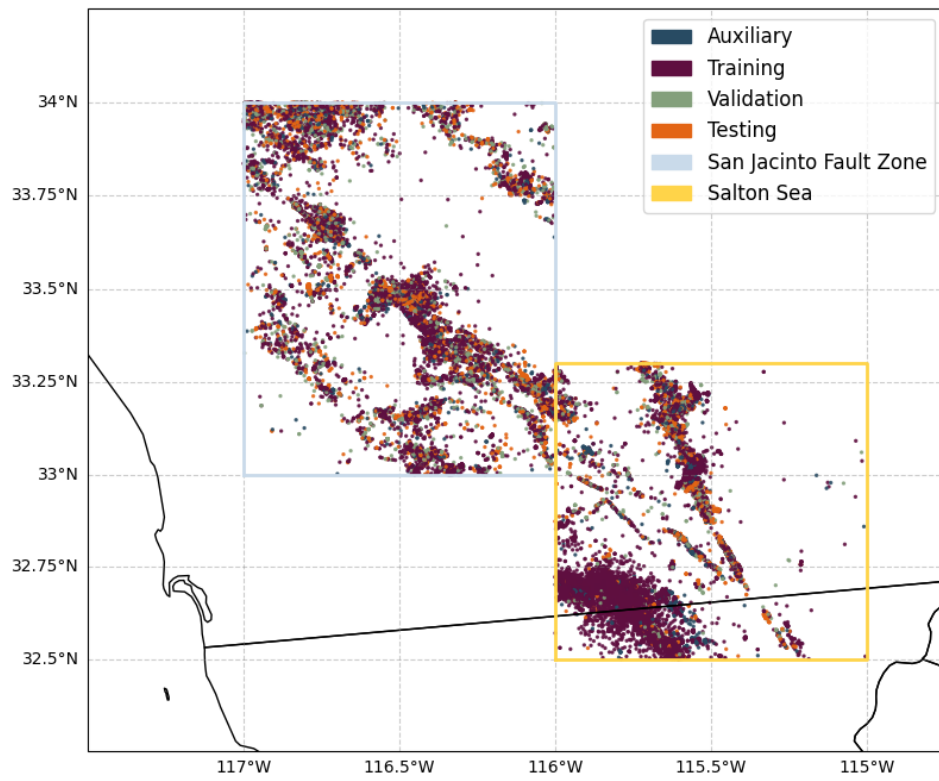 Auxiliary
Training
Validation
Testing
San Jacinto Fault Zone
Salton Sea
34°N
33.75°N
33.5°N
33.25°N
33°N
32.75°N
32.5°N
117°W
116.5°W
116°W
115.5°W
115°W